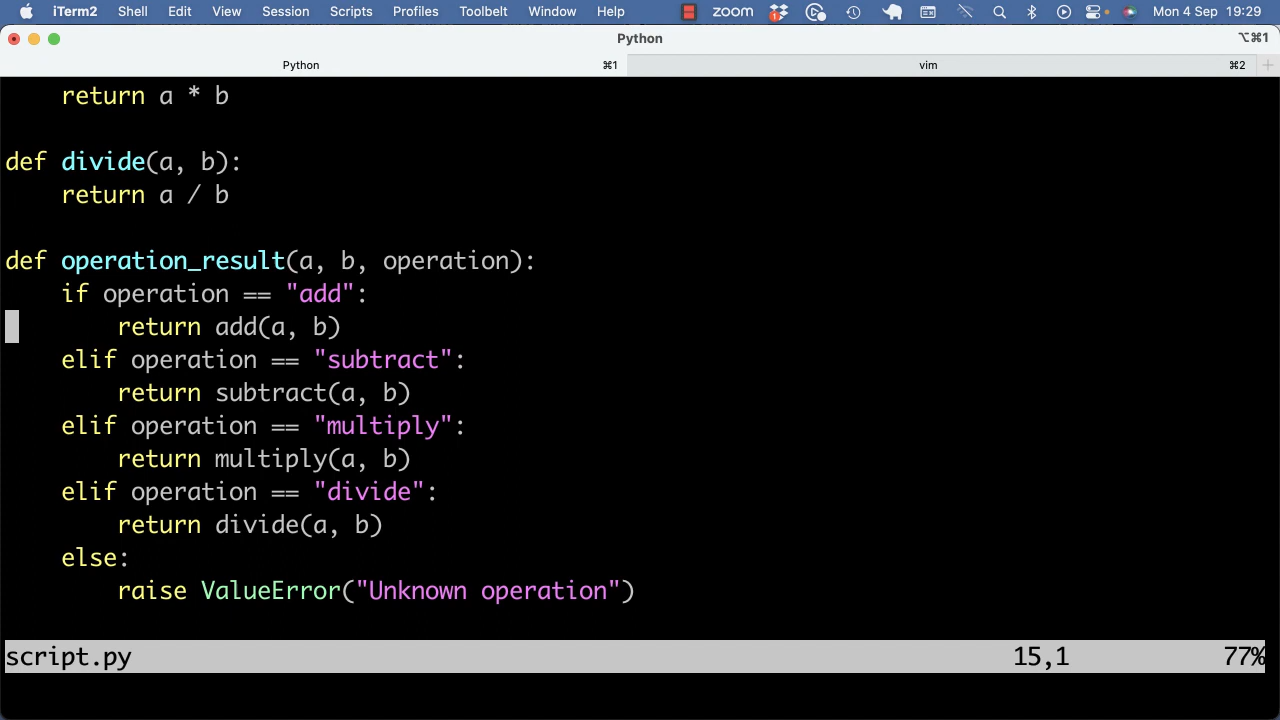 iTerm2 Shell Edit View Session Scripts Profiles Toolbelt Window Help zoom 1 Mon 4 Sep 19:29
Python ⌥⌘1
Python ⌘1 vim ⌘2 +
    return a * b

def divide(a, b):
    return a / b

def operation_result(a, b, operation):
    if operation == "add":
        return add(a, b)
    elif operation == "subtract":
        return subtract(a, b)
    elif operation == "multiply":
        return multiply(a, b)
    elif operation == "divide":
        return divide(a, b)
    else:
        raise ValueError("Unknown operation")

script.py 15,1 77%